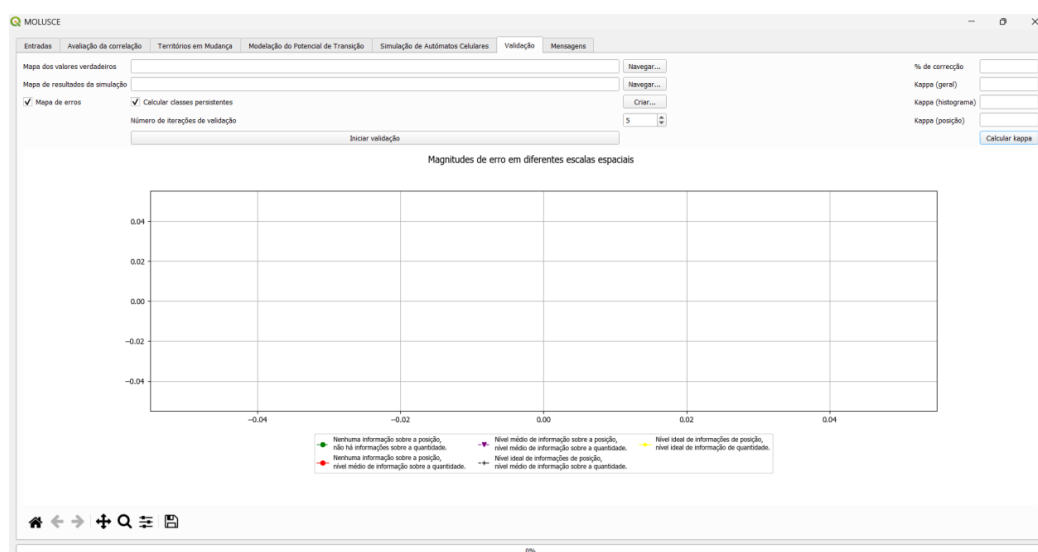 MOLUSCE
Entradas Avaliação da correlação Territórios em Mudança Modelação do Potencial de Transição Simulação de Autómatos Celulares Validação Mensagens
Mapa dos valores verdadeiros Navegar... % de correcção
Mapa de resultados da simulação Navegar... Kappa (geral)
Mapa de erros Calcular classes persistentes Criar... Kappa (histograma)
Número de iterações de validação 5 Kappa (posição)
Iniciar validação Calcular kappa
Magnitudes de erro em diferentes escalas espaciais
0.04
0.02
0.00
−0.02
−0.04
−0.04 −0.02 0.00 0.02 0.04
Nenhuma informação sobre a posição,
não há informações sobre a quantidade.
Nenhuma informação sobre a posição,
nível médio de informação sobre a quantidade.
Nível médio de informações sobre a posição,
nível médio de informação sobre a quantidade.
Nível ideal de informações de posição,
nível médio de informação sobre a quantidade.
Nível ideal de informações de posição,
nível ideal de informação de quantidade.
0%